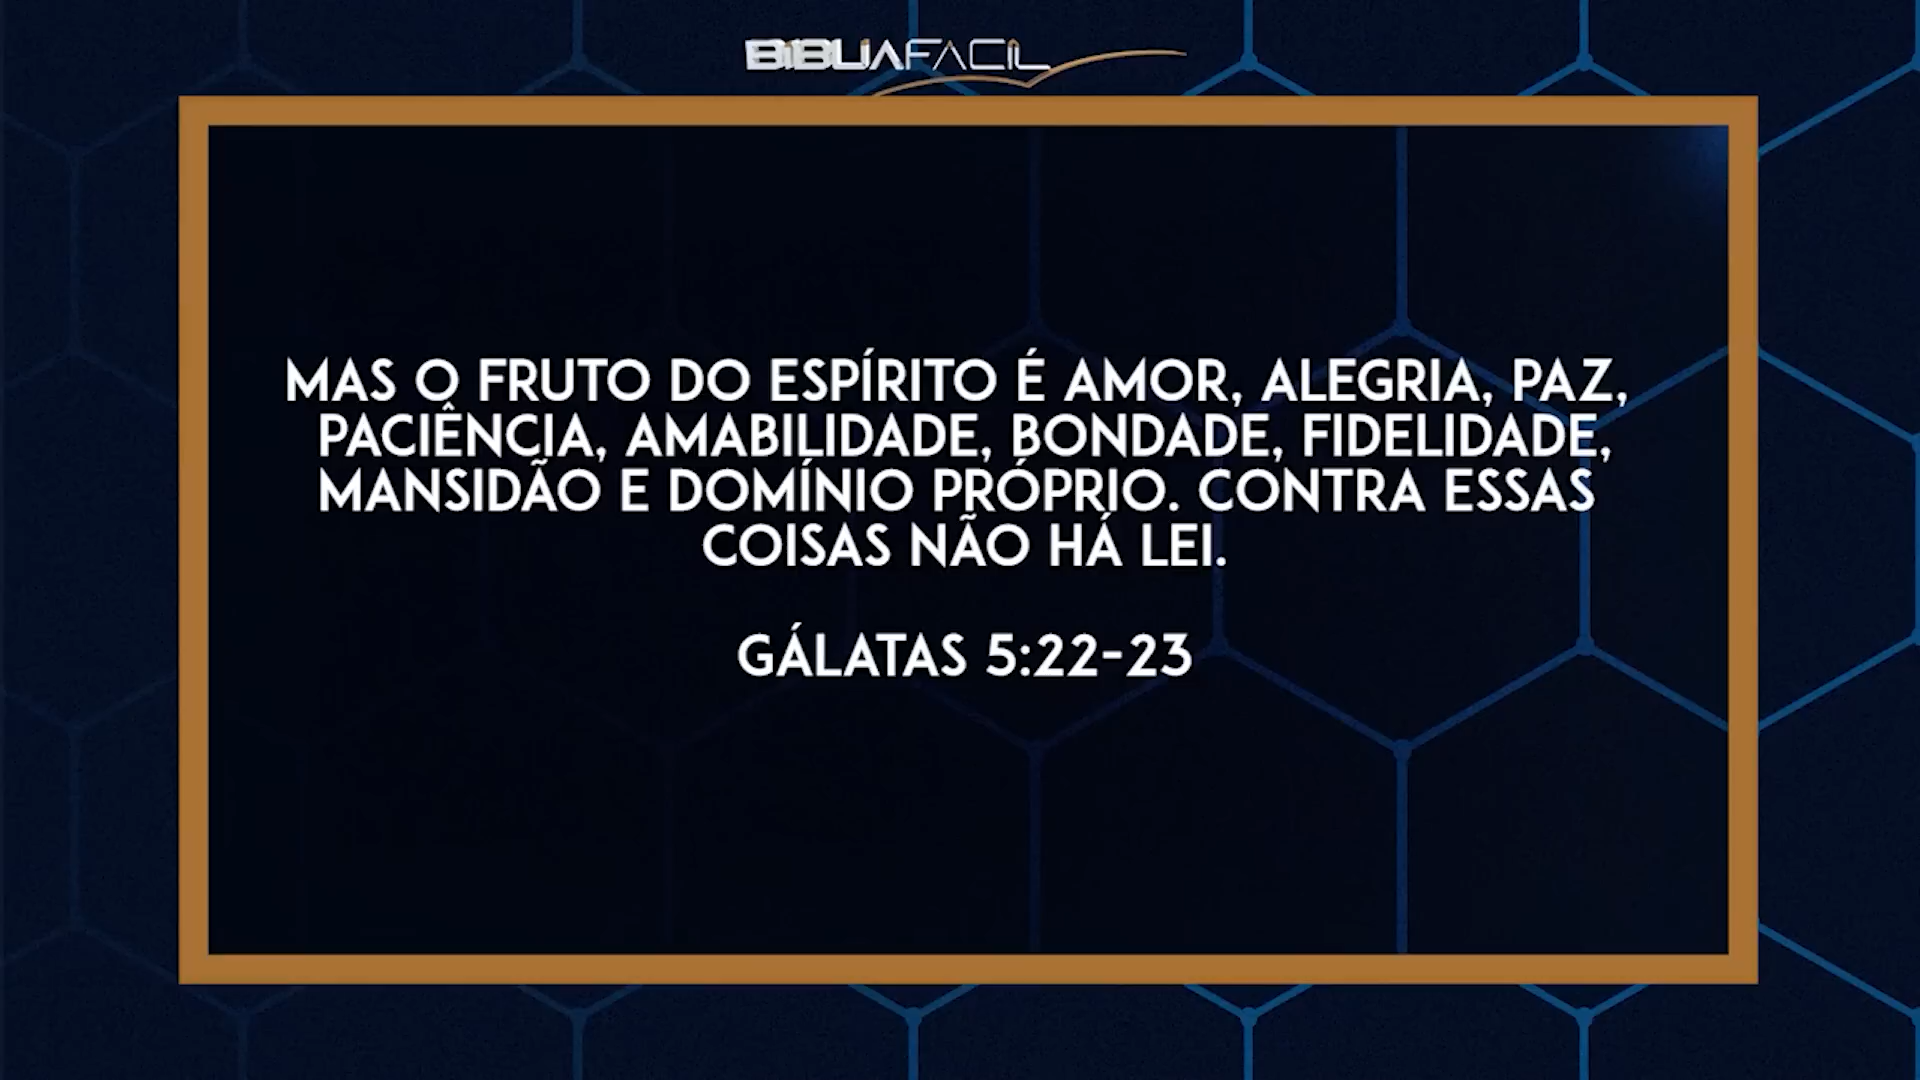 BIBLIAFACIL
MAS O FRUTO DO ESPÍRITO É AMOR, ALEGRIA, PAZ,
PACIÊNCIA, AMABILIDADE, BONDADE, FIDELIDADE,
MANSIDÃO E DOMÍNIO PRÓPRIO. CONTRA ESSAS
COISAS NÃO HÁ LEI.
GÁLATAS 5:22-23